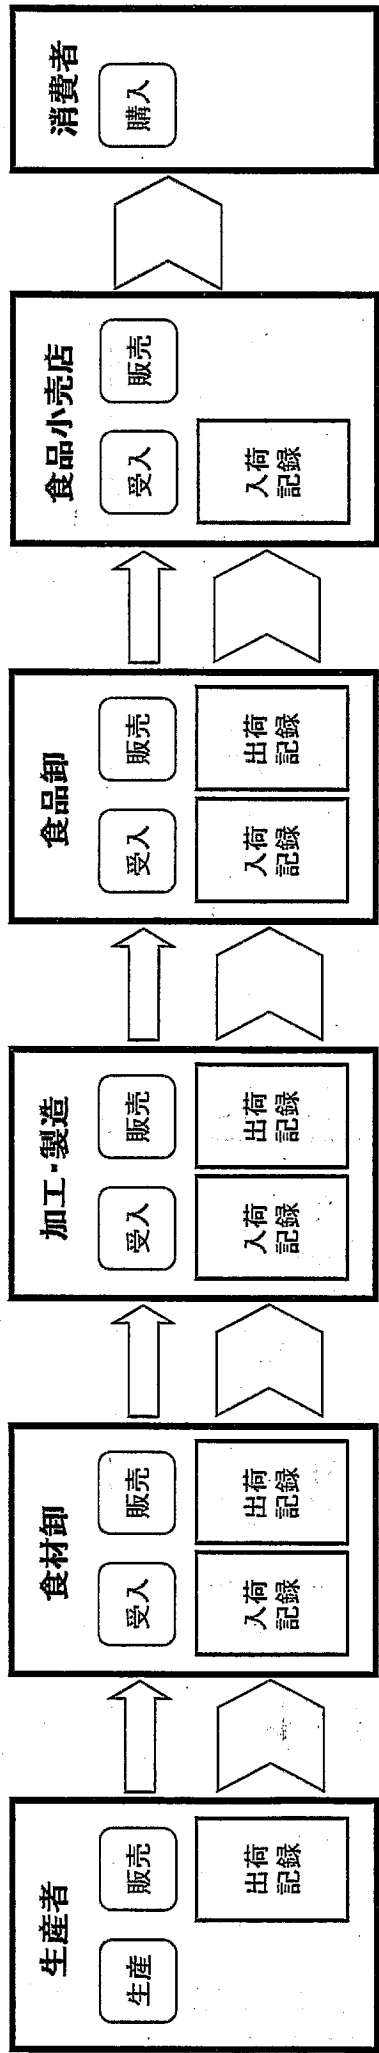 生産者
生産
販売
出荷
記録
食材卸
受入
販売
入荷
記録
出荷
記録
加工・製造
受入
販売
入荷
記録
出荷
記録
食品卸
受入
販売
入荷
記録
出荷
記録
食品小売店
受入
販売
入荷
記録
消費者
購入